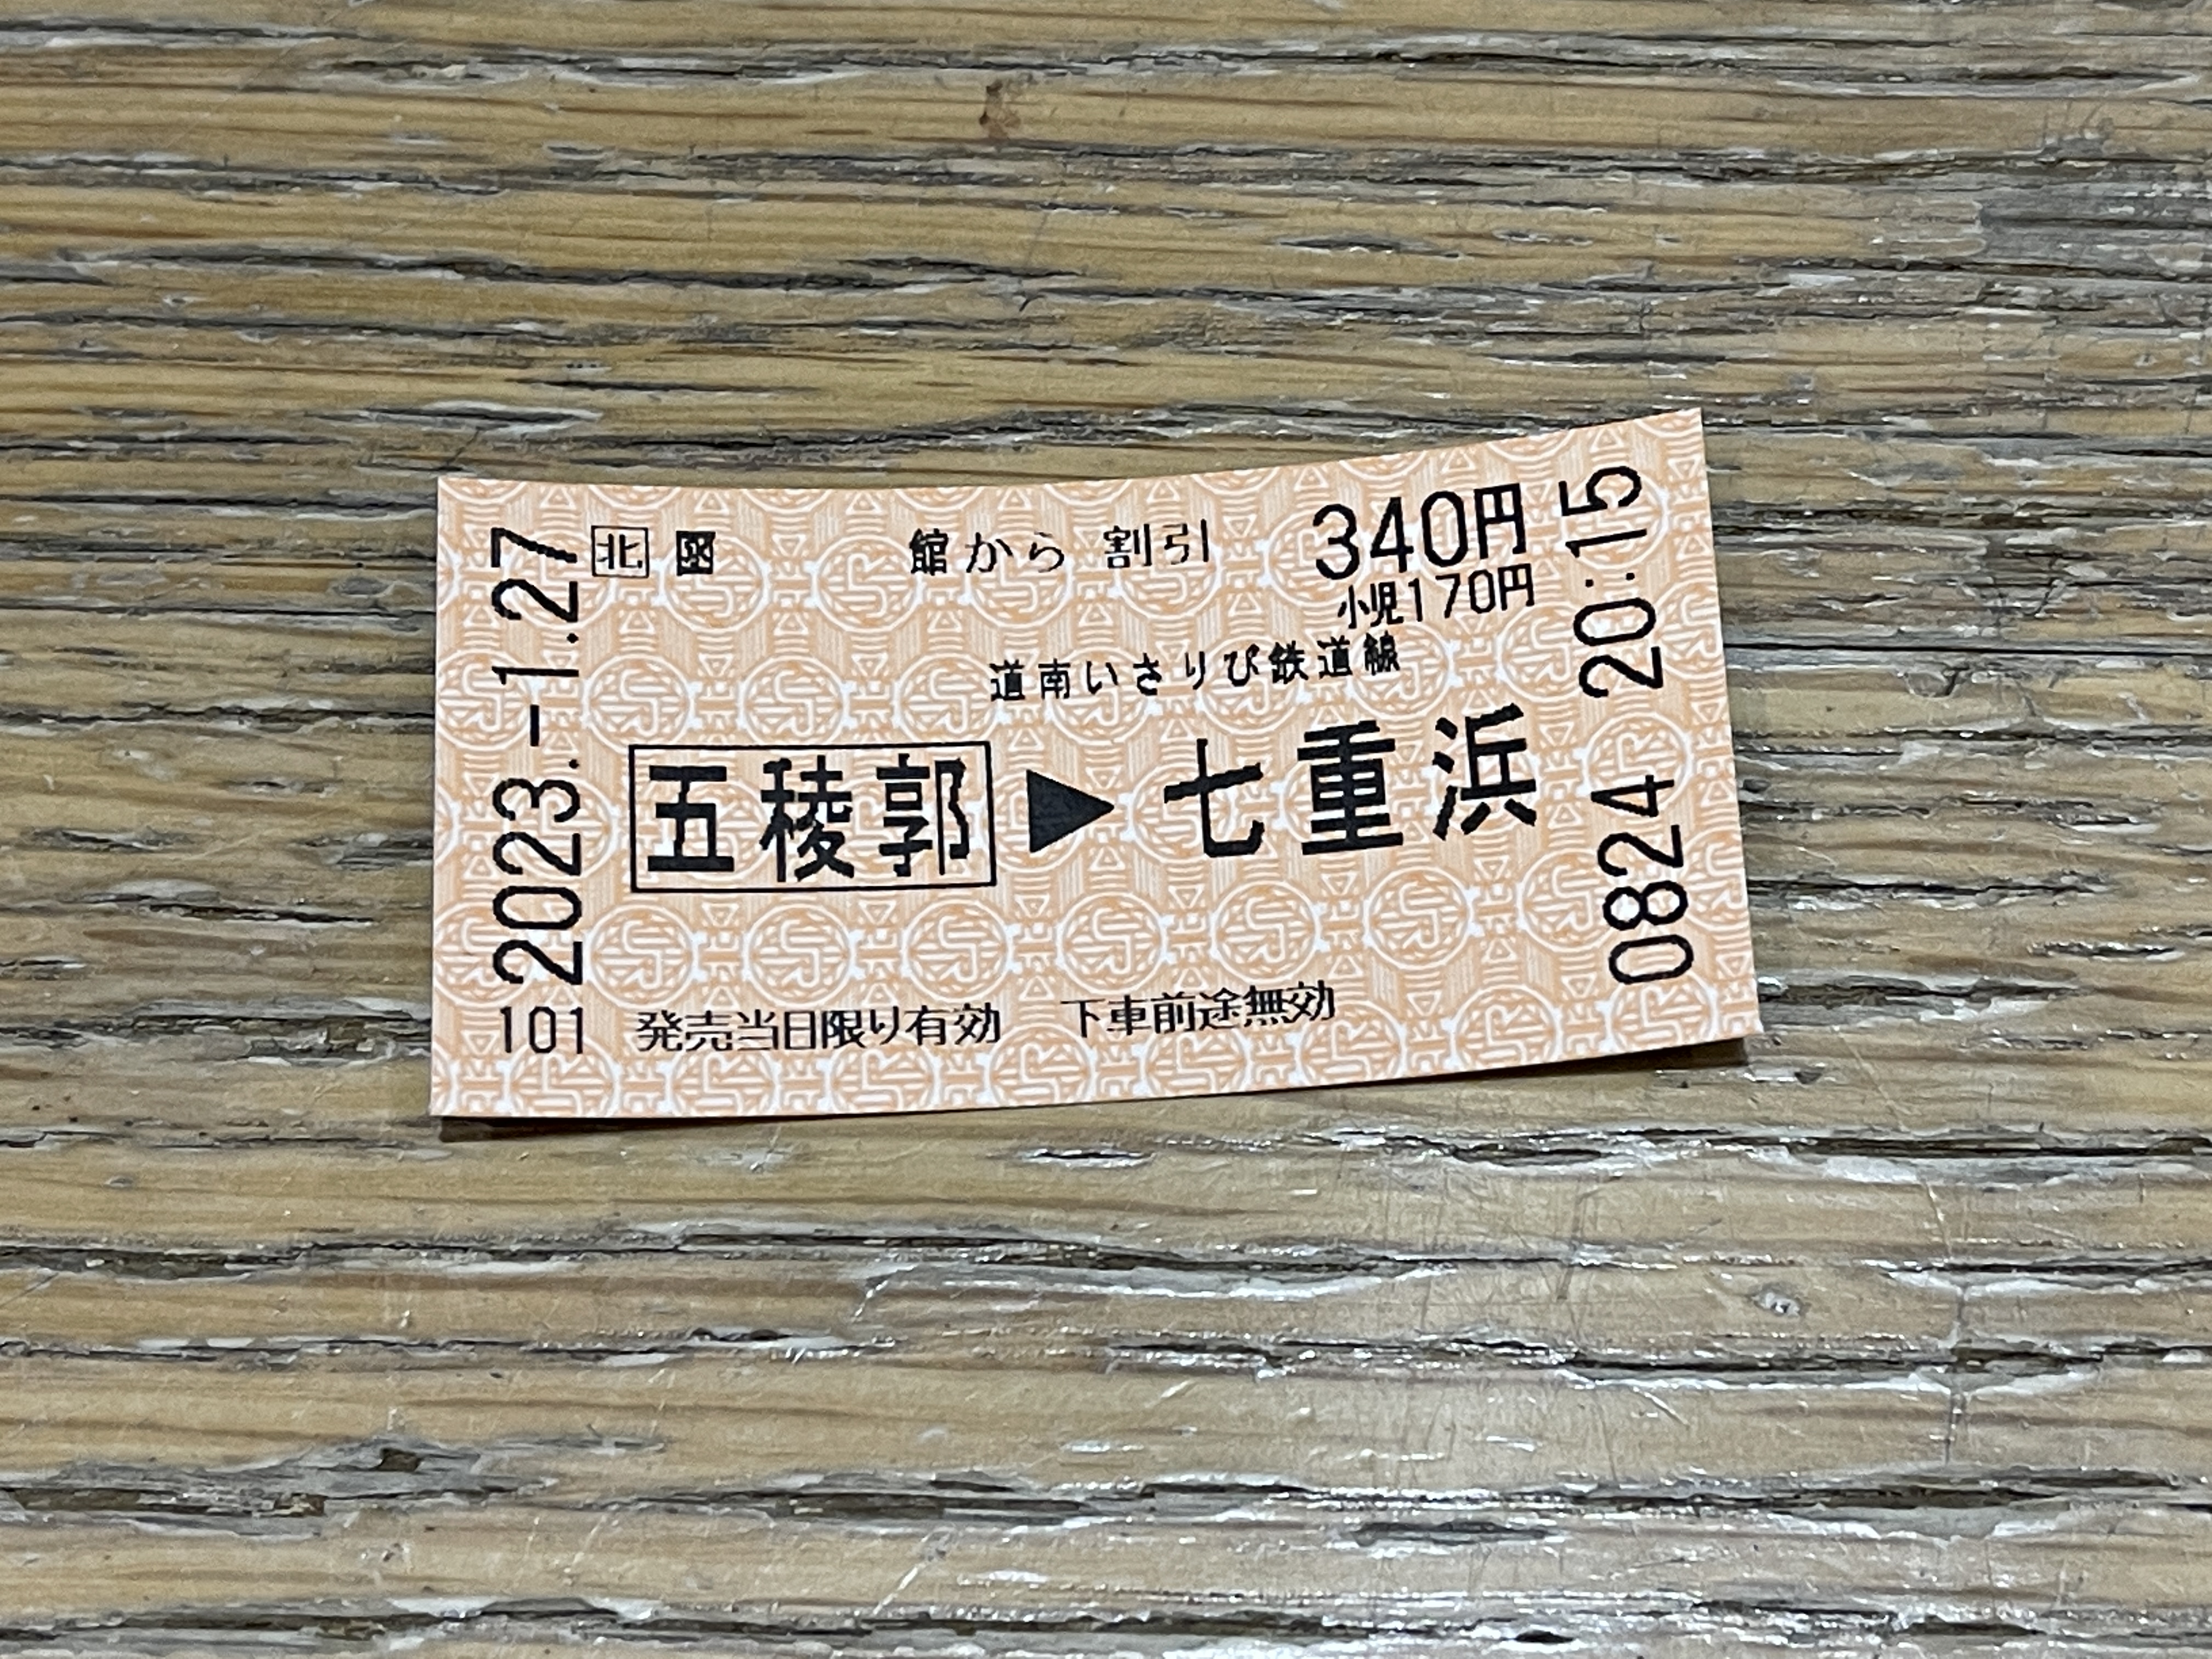 北 函 館から 割引 340円
小児170円
道南いさりび鉄道線
五稜郭 ▶ 七重浜
発売当日限り有効 下車前途無効
101 2023.-1.27
0824 20:15